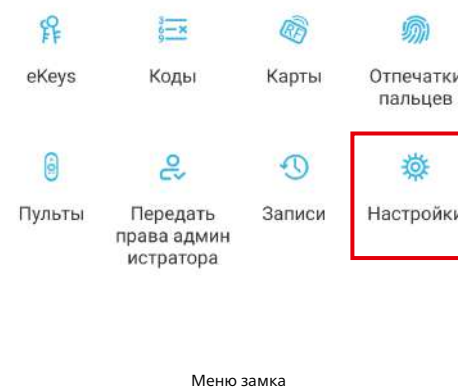 eKeys
Коды
Карты
Отпечатки
пальцев
Пульты
Передать
права админ
истратора
Записи
Настройки
Меню замка